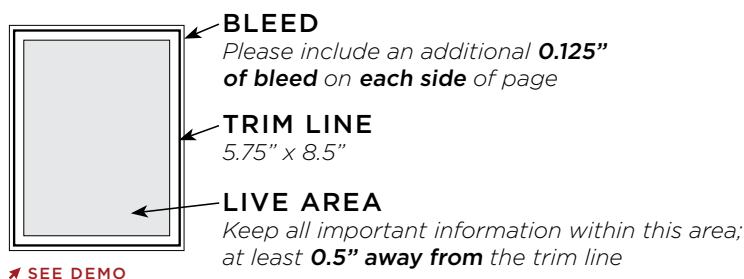 BLEED
Please include an additional 0.125”
of bleed on each side of page
TRIM LINE
5.75” x 8.5”
LIVE AREA
Keep all important information within this area;
at least 0.5” away from the trim line
SEE DEMO